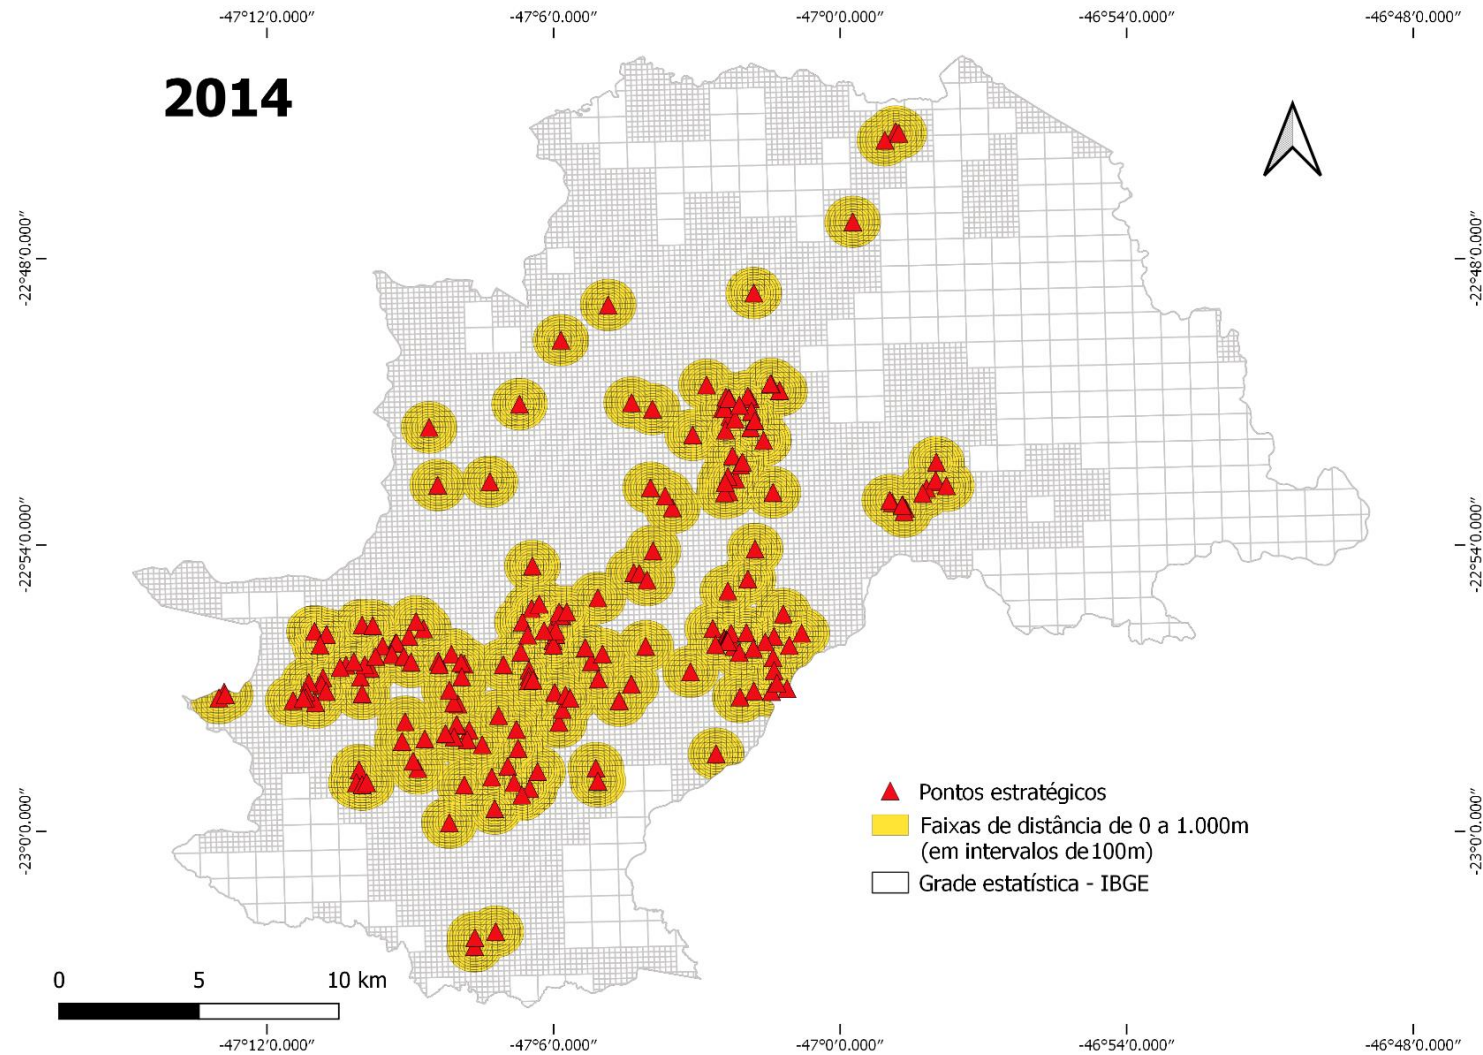 -47°12′0.000″ -47°6′0.000″ -47°0′0.000″ -46°54′0.000″ -46°48′0.000″
2014
-22°48′0.000″ -22°48′0.000″
-22°54′0.000″ -22°54′0.000″
Pontos estratégicos
Faixas de distância de 0 a 1.000m
(em intervalos de 100m)
Grade estatística - IBGE
-23°0′0.000″ -23°0′0.000″
0 5 10 km
-47°12′0.000″ -47°6′0.000″ -47°0′0.000″ -46°54′0.000″ -46°48′0.000″